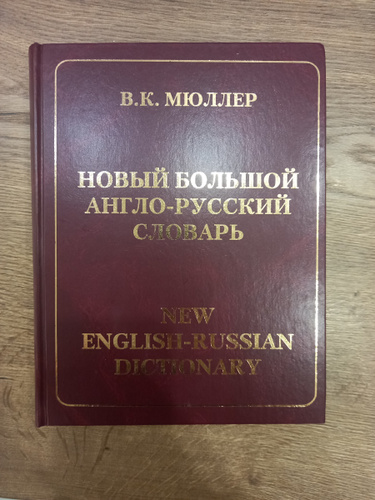 В.К. МЮЛЛЕР
НОВЫЙ БОЛЬШОЙ
АНГЛО-РУССКИЙ
СЛОВАРЬ
NEW
ENGLISH-RUSSIAN
DICTIONARY